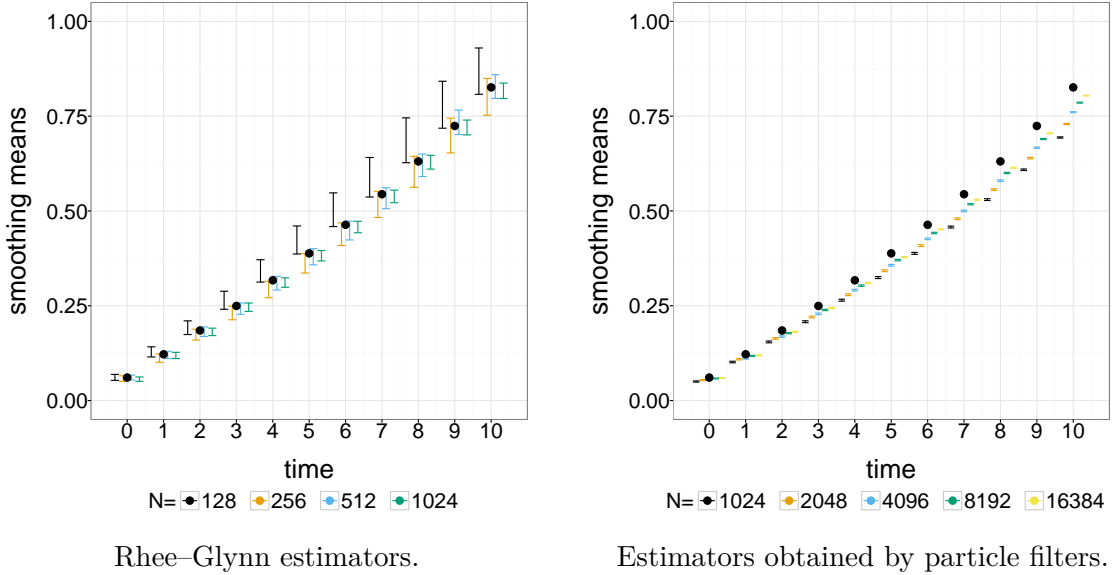 1.00
0.75
0.50
0.25
0.00
smoothing means
0 1 2 3 4 5 6 7 8 9 10
time
N= 128 256 512 1024
Rhee–Glynn estimators.
1.00
0.75
0.50
0.25
0.00
smoothing means
0 1 2 3 4 5 6 7 8 9 10
time
N= 1024 2048 4096 8192 16384
Estimators obtained by particle filters.